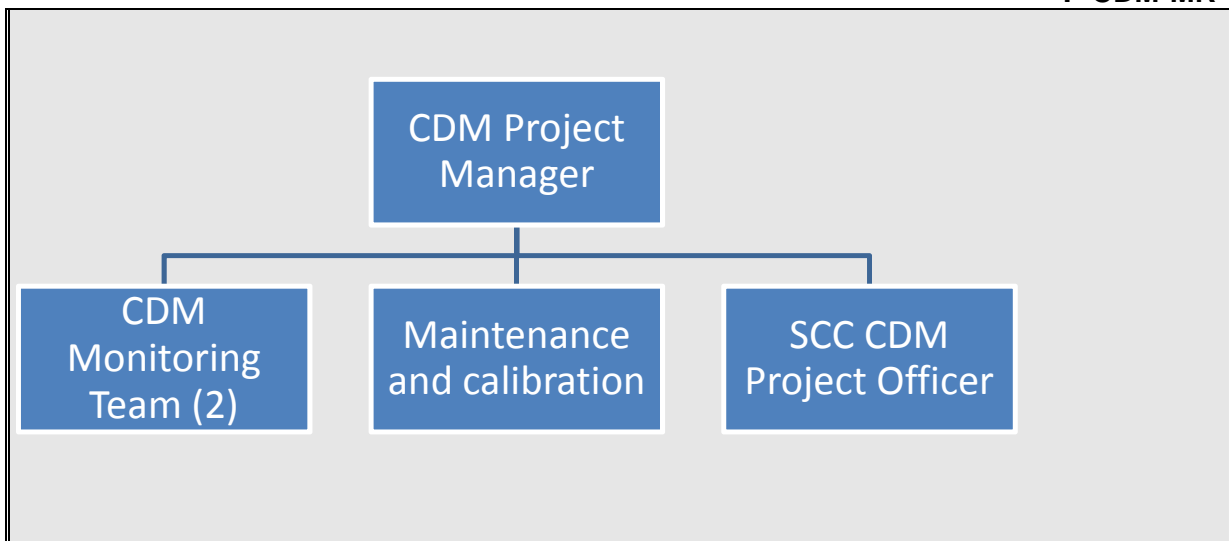 CDM Project
Manager
CDM
Monitoring
Team (2)
Maintenance
and calibration
SCC CDM
Project Officer